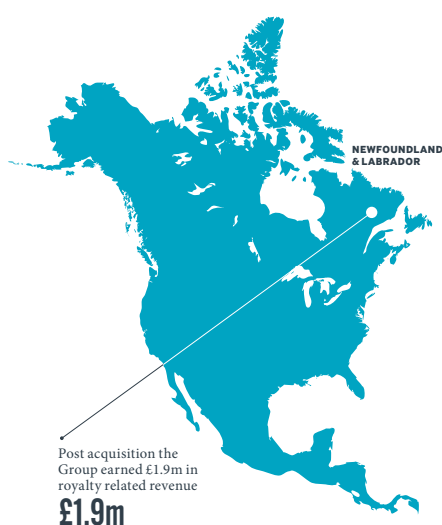 NEWFOUNDLAND
& LABRADOR
Post acquisition the
Group earned £1.9m in
royalty related revenue
£1.9m